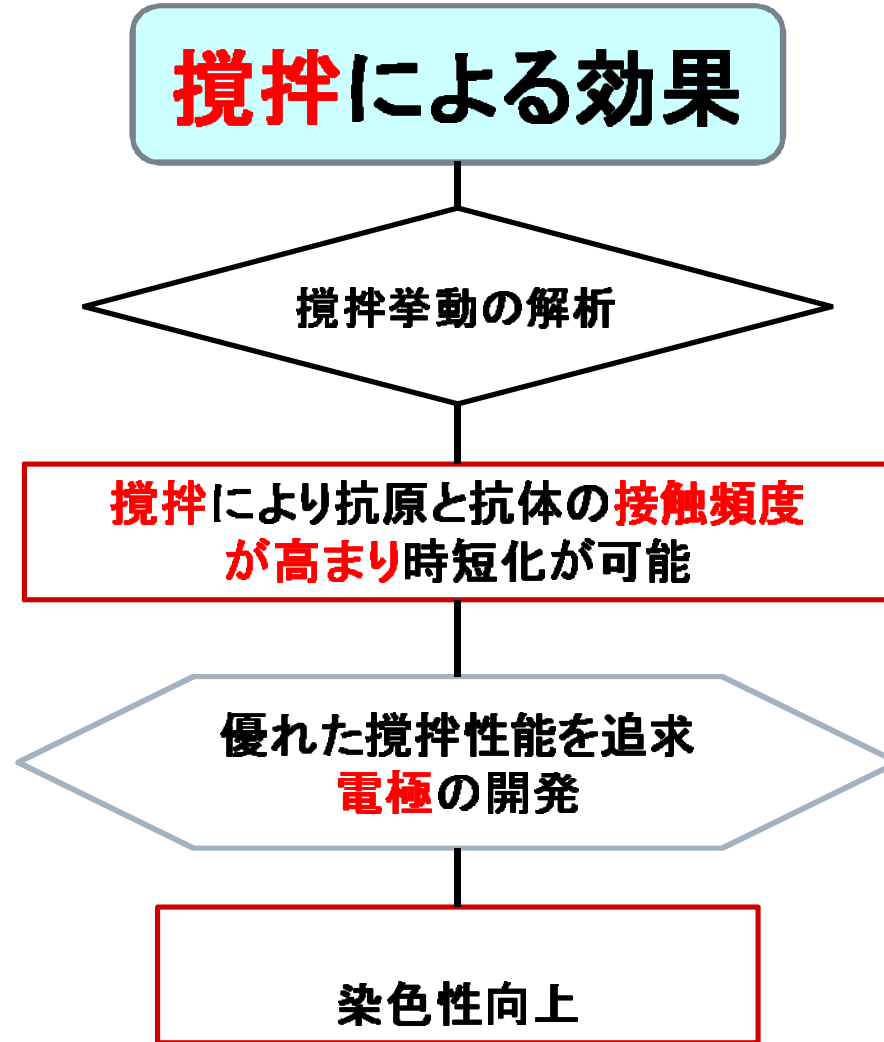 撹拌による効果
撹拌挙動の解析
撹拌により抗原と抗体の接触頻度
が高まり時短化が可能
優れた撹拌性能を追求
電極の開発
染色性向上